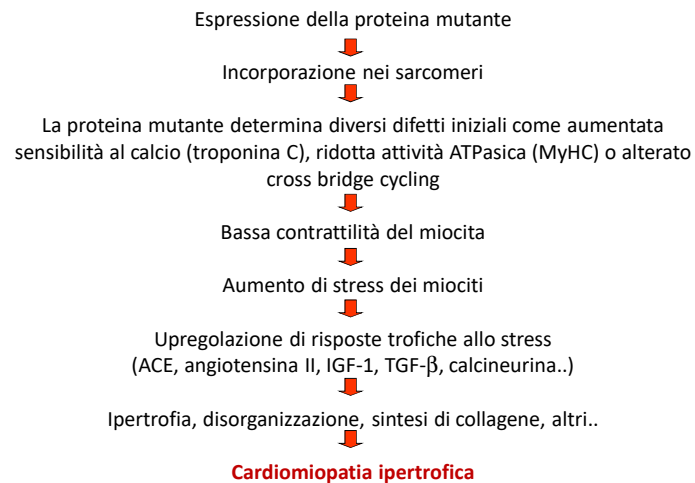 Espressione della proteina mutante
Incorporazione nei sarcomeri
La proteina mutante determina diversi difetti iniziali come aumentata
sensibilità al calcio (troponina C), ridotta attività ATPasica (MyHC) o alterato
cross bridge cycling
Bassa contrattilità del miocita
Aumento di stress dei miociti
Upregolazione di risposte trofiche allo stress
(ACE, angiotensina II, IGF-1, TGF-β, calcineurina..)
Ipertrofia, disorganizzazione, sintesi di collagene, altri..
Cardiomiopatia ipertrofica